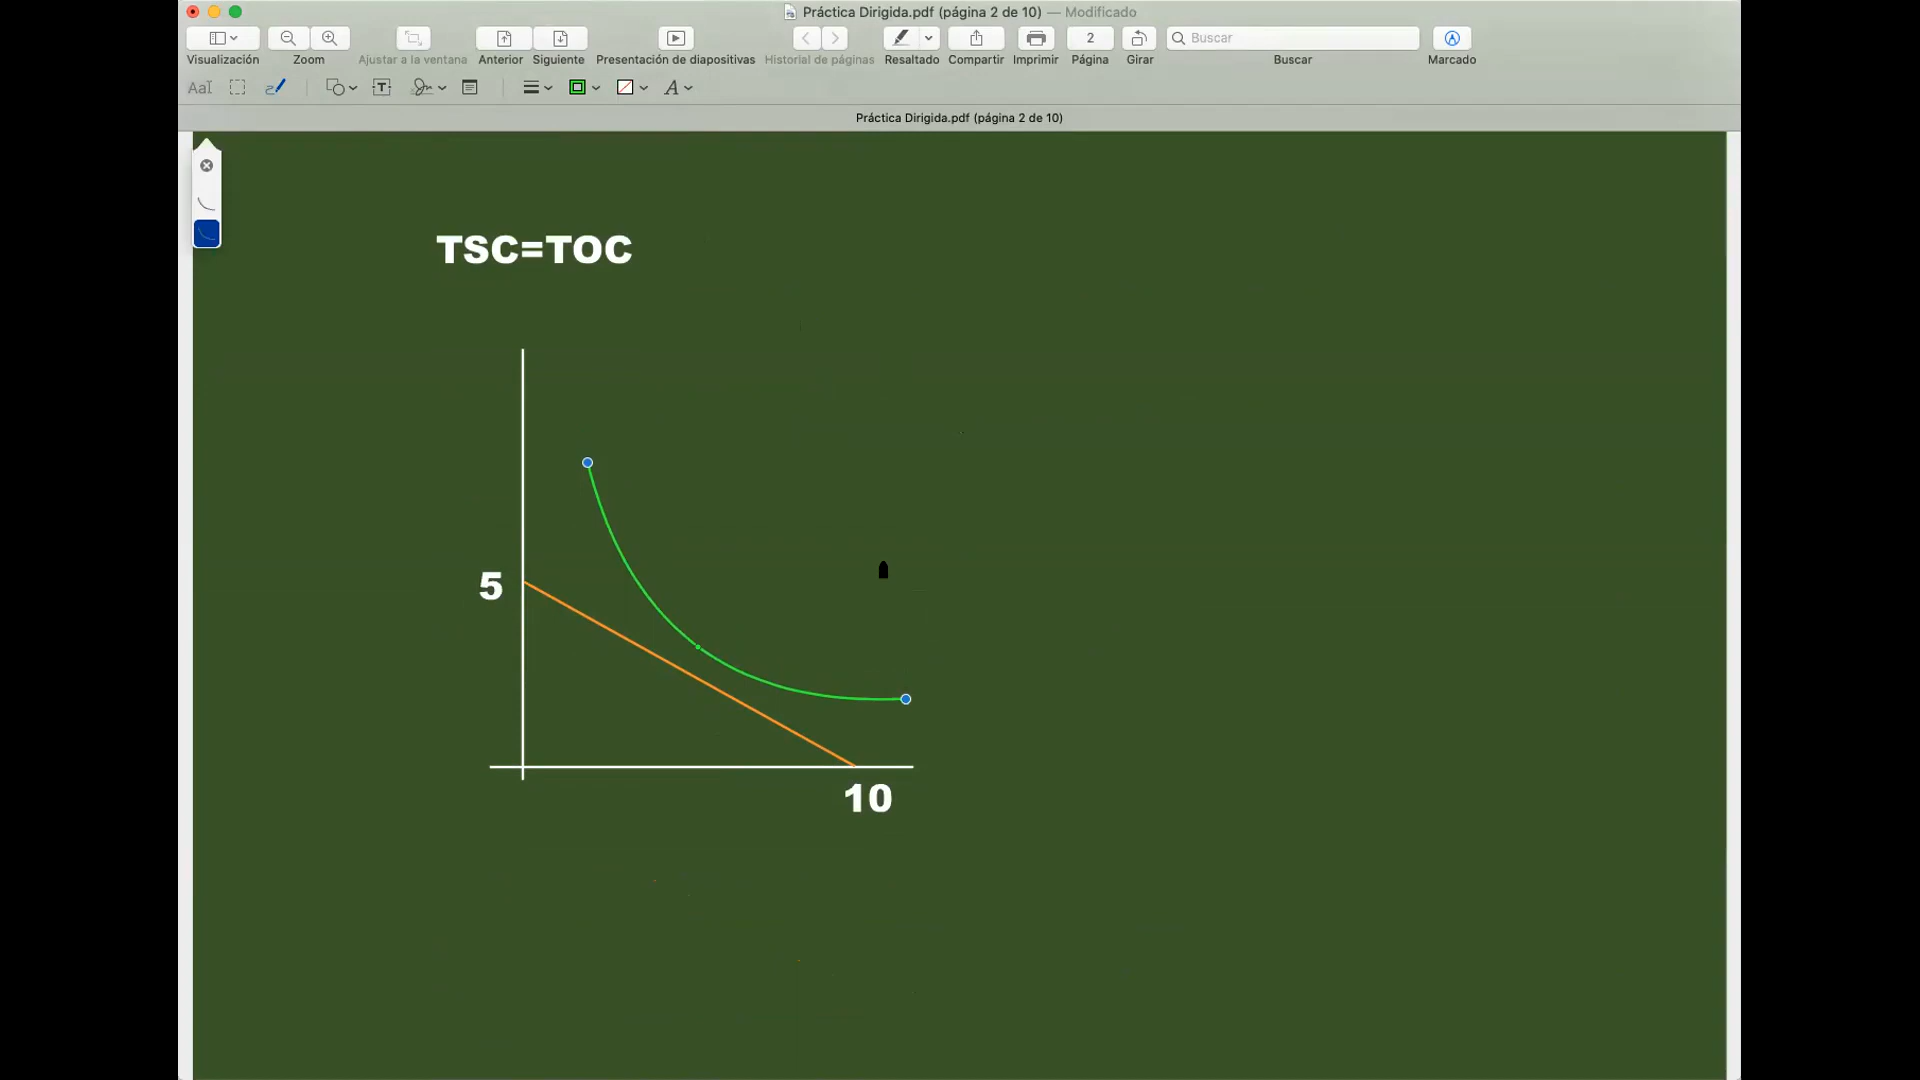 Práctica Dirigida.pdf (página 2 de 10) — Modificado
2
Buscar
Visualización
Zoom
Ajustar a la ventana
Anterior
Siguiente
Presentación de diapositivas
Historial de páginas
Resaltado
Compartir
Imprimir
Página
Girar
Buscar
Marcado
AaI
T
A
Práctica Dirigida.pdf (página 2 de 10)
TSC=TOC
5
10